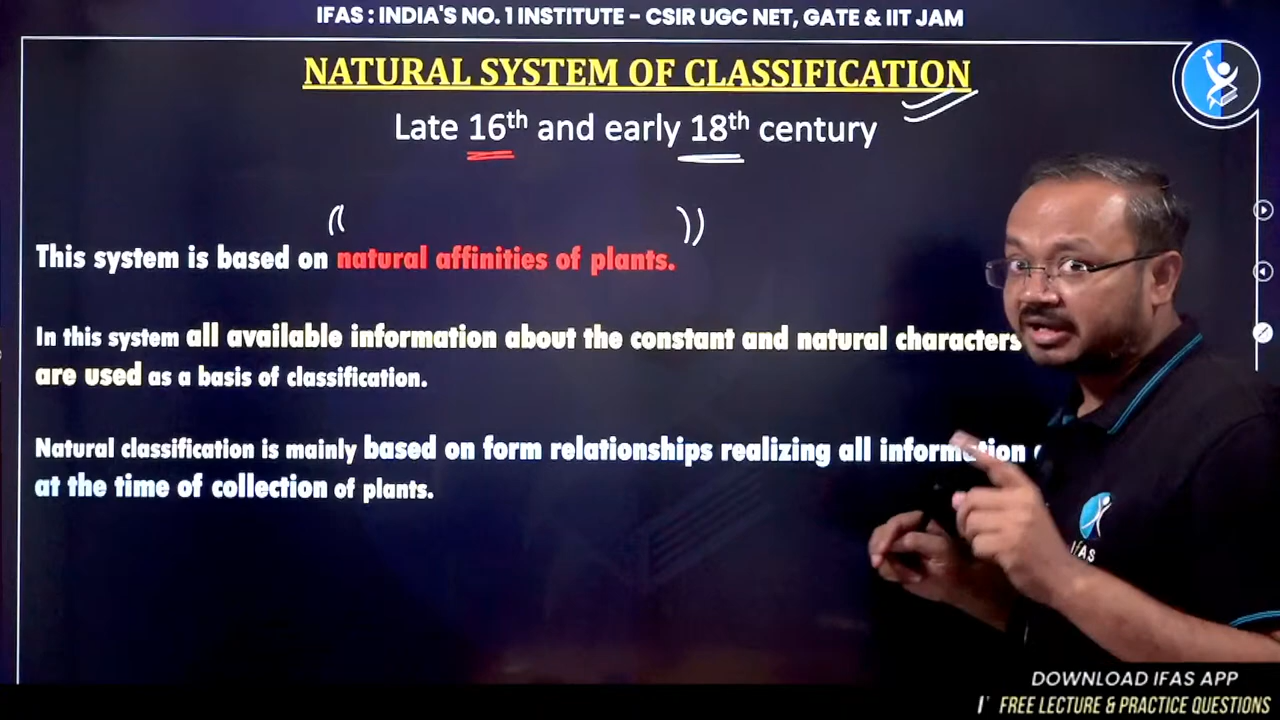 IFAS : INDIA'S NO. 1 INSTITUTE – CSIR UGC NET, GATE & IIT JAM
NATURAL SYSTEM OF CLASSIFICATION
Late 16th and early 18th century
This system is based on natural affinities of plants.
In this system all available information about the constant and natural characters
are used as a basis of classification.
Natural classification is mainly based on form relationships realizing all information
at the time of collection of plants.
IFAS
DOWNLOAD IFAS APP
FREE LECTURE & PRACTICE QUESTIONS